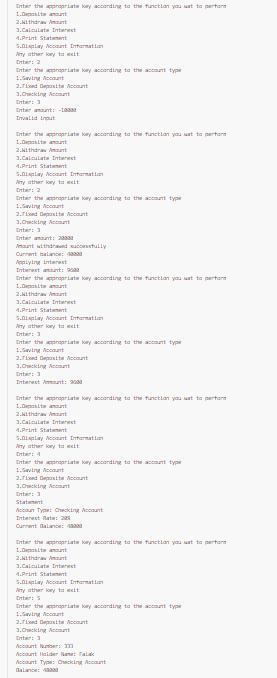 Enter the appropriate key according to the function you wat to perform
1.Deposite amount
2.Withdraw Amount
3.Calculate Interest
4.Print Statement
5.Display Account Information
Any other key to exit
Enter: 2
Enter the appropriate key according to the account type
1.Saving Account
2.Fixed Deposite Account
3.Checking Account
Enter: 3
Enter amount: -10000
Invalid input
Enter the appropriate key according to the function you wat to perform
1.Deposite amount
2.Withdraw Amount
3.Calculate Interest
4.Print Statement
5.Display Account Information
Any other key to exit
Enter: 2
Enter the appropriate key according to the account type
1.Saving Account
2.Fixed Deposite Account
3.Checking Account
Enter: 3
Enter amount: 20000
Amount withdrawed successfully
Current balance: 40000
Applying interest
Interest amount: 9600
Enter the appropriate key according to the function you wat to perform
1.Deposite amount
2.Withdraw Amount
3.Calculate Interest
4.Print Statement
5.Display Account Information
Any other key to exit
Enter: 3
Enter the appropriate key according to the account type
1.Saving Account
2.Fixed Deposite Account
3.Checking Account
Enter: 3
Interest Ammount: 9600
Enter the appropriate key according to the function you wat to perform
1.Deposite amount
2.Withdraw Amount
3.Calculate Interest
4.Print Statement
5.Display Account Information
Any other key to exit
Enter: 4
Enter the appropriate key according to the account type
1.Saving Account
2.Fixed Deposite Account
3.Checking Account
Enter: 3
Statement
Accoun Type: Checking Account
Interest Rate: 20%
Current Balance: 48000
Enter the appropriate key according to the function you wat to perform
1.Deposite amount
2.Withdraw Amount
3.Calculate Interest
4.Print Statement
5.Display Account Information
Any other key to exit
Enter: 5
Enter the appropriate key according to the account type
1.Saving Account
2.Fixed Deposite Account
3.Checking Account
Enter: 3
Account Number: 333
Account Holder Name: Falak
Account Type: Checking Account
Balance: 48000